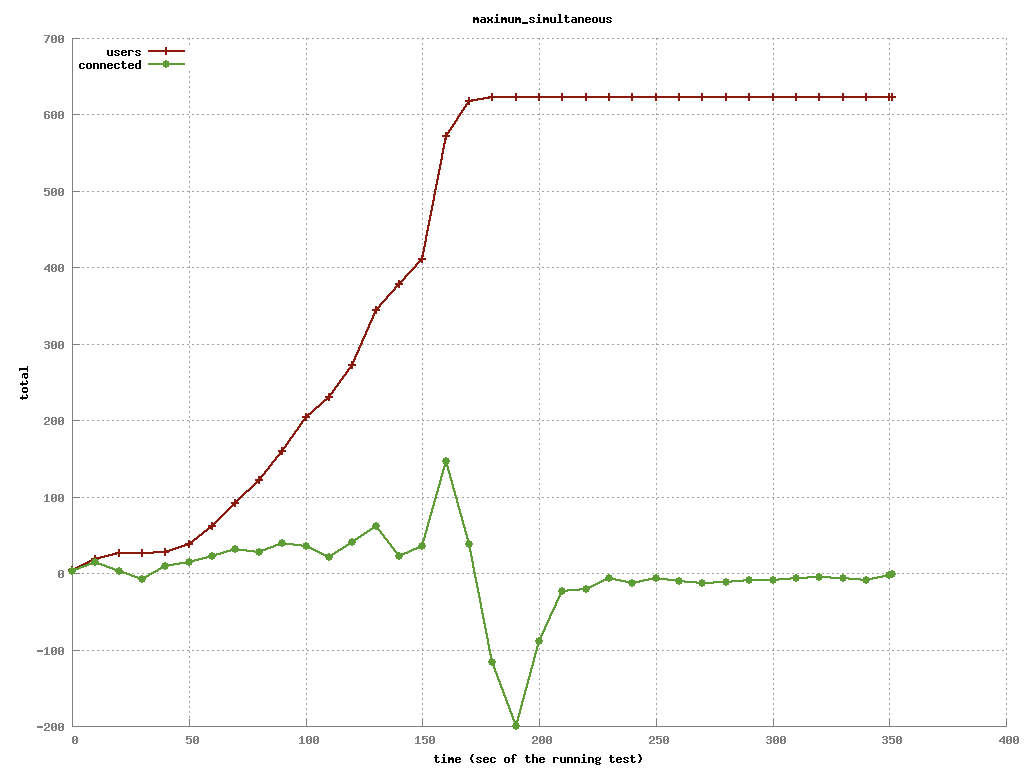 maximum_simultaneous
700
600
500
400
300
200
100
0
-100
-200
users
connected
total
0 50 100 150 200 250 300 350 400
time (sec of the running test)